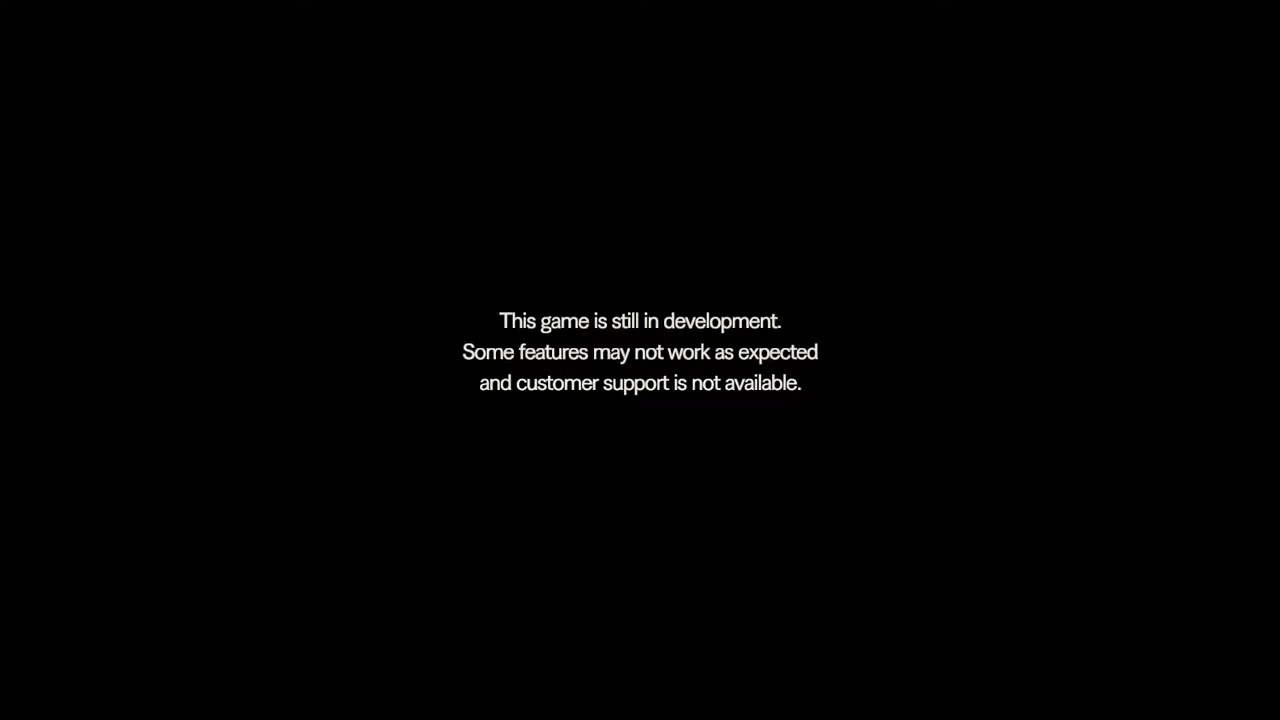 This game is still in development.
Some features may not work as expected
and customer support is not available.